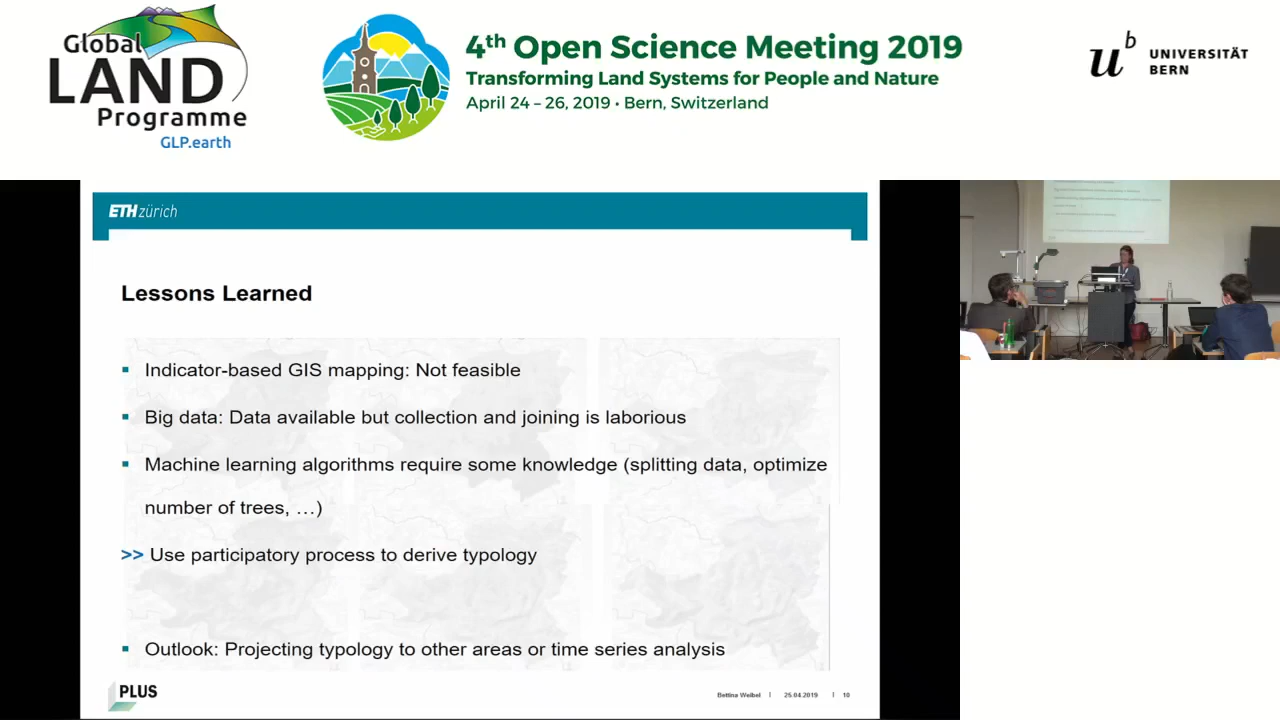 Global
LAND
Programme
GLP.earth
4th Open Science Meeting 2019
Transforming Land Systems for People and Nature
April 24 – 26, 2019 • Bern, Switzerland
u b
UNIVERSITÄT
BERN
ETH zürich
Lessons Learned
▪ Indicator-based GIS mapping: Not feasible
▪ Big data: Data available but collection and joining is laborious
▪ Machine learning algorithms require some knowledge (splitting data, optimize
number of trees, …)
>> Use participatory process to derive typology
▪ Outlook: Projecting typology to other areas or time series analysis
PLUS
Bettina Weibel | 25.04.2019 | 10